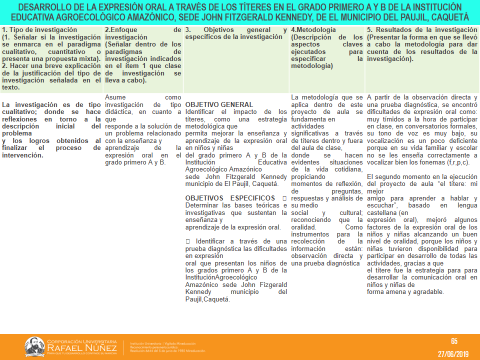 DESARROLLO DE LA EXPRESIÓN ORAL A TRAVÉS DE LOS TÍTERES EN EL GRADO PRIMERO A Y B DE LA INSTITUCIÓN
EDUCATIVA AGROECOLÓGICO AMAZÓNICO, SEDE JOHN FITZGERALD KENNEDY, DE EL MUNICIPIO DEL PAUJIL, CAQUETÁ
1. Tipo de investigación
(1. Señalar si la investigación
se enmarca en el paradigma
cualitativo, cuantitativo o
presenta una propuesta mixta).
2. Hacer una breve explicación
de la justificación del tipo de
investigación señalada en el
texto.
2.Enfoque de
investigación
(Señalar dentro de los
paradigmas de
investigación indicados
en el item 1 que clase
de investigación se
lleva a cabo).
3. Objetivos general y
específicos de la investigación
4.Metodología
(Descripción de los
aspectos claves
ejecutados para
especificar la
metodología)
5. Resultados de la investigación
(Presentar la forma en que se llevó
a cabo la metodología para dar
cuenta de los resultados de la
investigación).
La investigación es de tipo
cualitativo; donde se hace
reflexiones en torno a la
descripción inicial del
problema
y los logros obtenidos al
finalizar el proceso de
intervención.
Asume como
investigación de tipo
didáctica, en cuanto a
que
responde a la solución de
un problema relacionado
con la enseñanza y
aprendizaje de la
expresión oral en el
grado primero A y B.
OBJETIVO GENERAL
Identificar el impacto de los
títeres, como una estrategia
metodológica que
permita mejorar la enseñanza y
aprendizaje de la expresión oral
en niños y niñas
del grado primero A y B de la
Institución Educativa
Agroecológico Amazónico
sede John Fitzgerald Kennedy
municipio de El Paujil, Caquetá.
OBJETIVOS ESPECIFICOS
Determinar las bases teóricas e
investigativas que sustentan la
enseñanza y
aprendizaje de la expresión oral.
Identificar a través de una
prueba diagnóstica las dificultades
en expresión
oral que presentan los niños de
los grados primero A y B de la
InstituciónAgroecológico
Amazónico sede John Fizgerald
Kennedy municipio del
Paujil,Caquetá.
La metodología que se
aplica dentro de este
proyecto de aula se
fundamenta en
actividades
significativas a través
de títeres dentro y fuera
del aula de clase,
donde se hacen
evidentes situaciones
de la vida cotidiana,
propiciando
momentos de reflexión,
de preguntas,
respuestas y análisis de
su medio
social y cultural;
reconociendo que la
oralidad. Como
instrumentos para la
recolección de la
información están:
observación directa y
una prueba diagnóstica
A partir de la observación directa y
una prueba diagnóstica, se encontró
dificultades de expresión oral como:
muy tímidos a la hora de participar
en clase, en conversatorios formales,
su tono de voz es muy bajo, su
vocalización es un poco deficiente
porque en su vida familiar y escolar
no se les enseña correctamente a
vocalizar bien los fonemas (f,r,p,c).
El segundo momento en la ejecución
del proyecto de aula “el títere: mi
mejor
amigo para aprender a hablar y
escuchar”, basado en lengua
castellana (en
expresión oral), mejoró algunos
factores de la expresión oral de los
niños y niñas alcanzando un buen
nivel de oralidad, porque los niños y
niñas tuvieron disponibilidad para
participar en desarrollo de todas las
actividades, gracias a que
el títere fue la estrategia para para
desarrollar la comunicación oral en
niños y niñas de
forma amena y agradable.
CORPORACIÓN UNIVERSITARIA
RAFAEL NÚÑEZ
65
27/06/2019